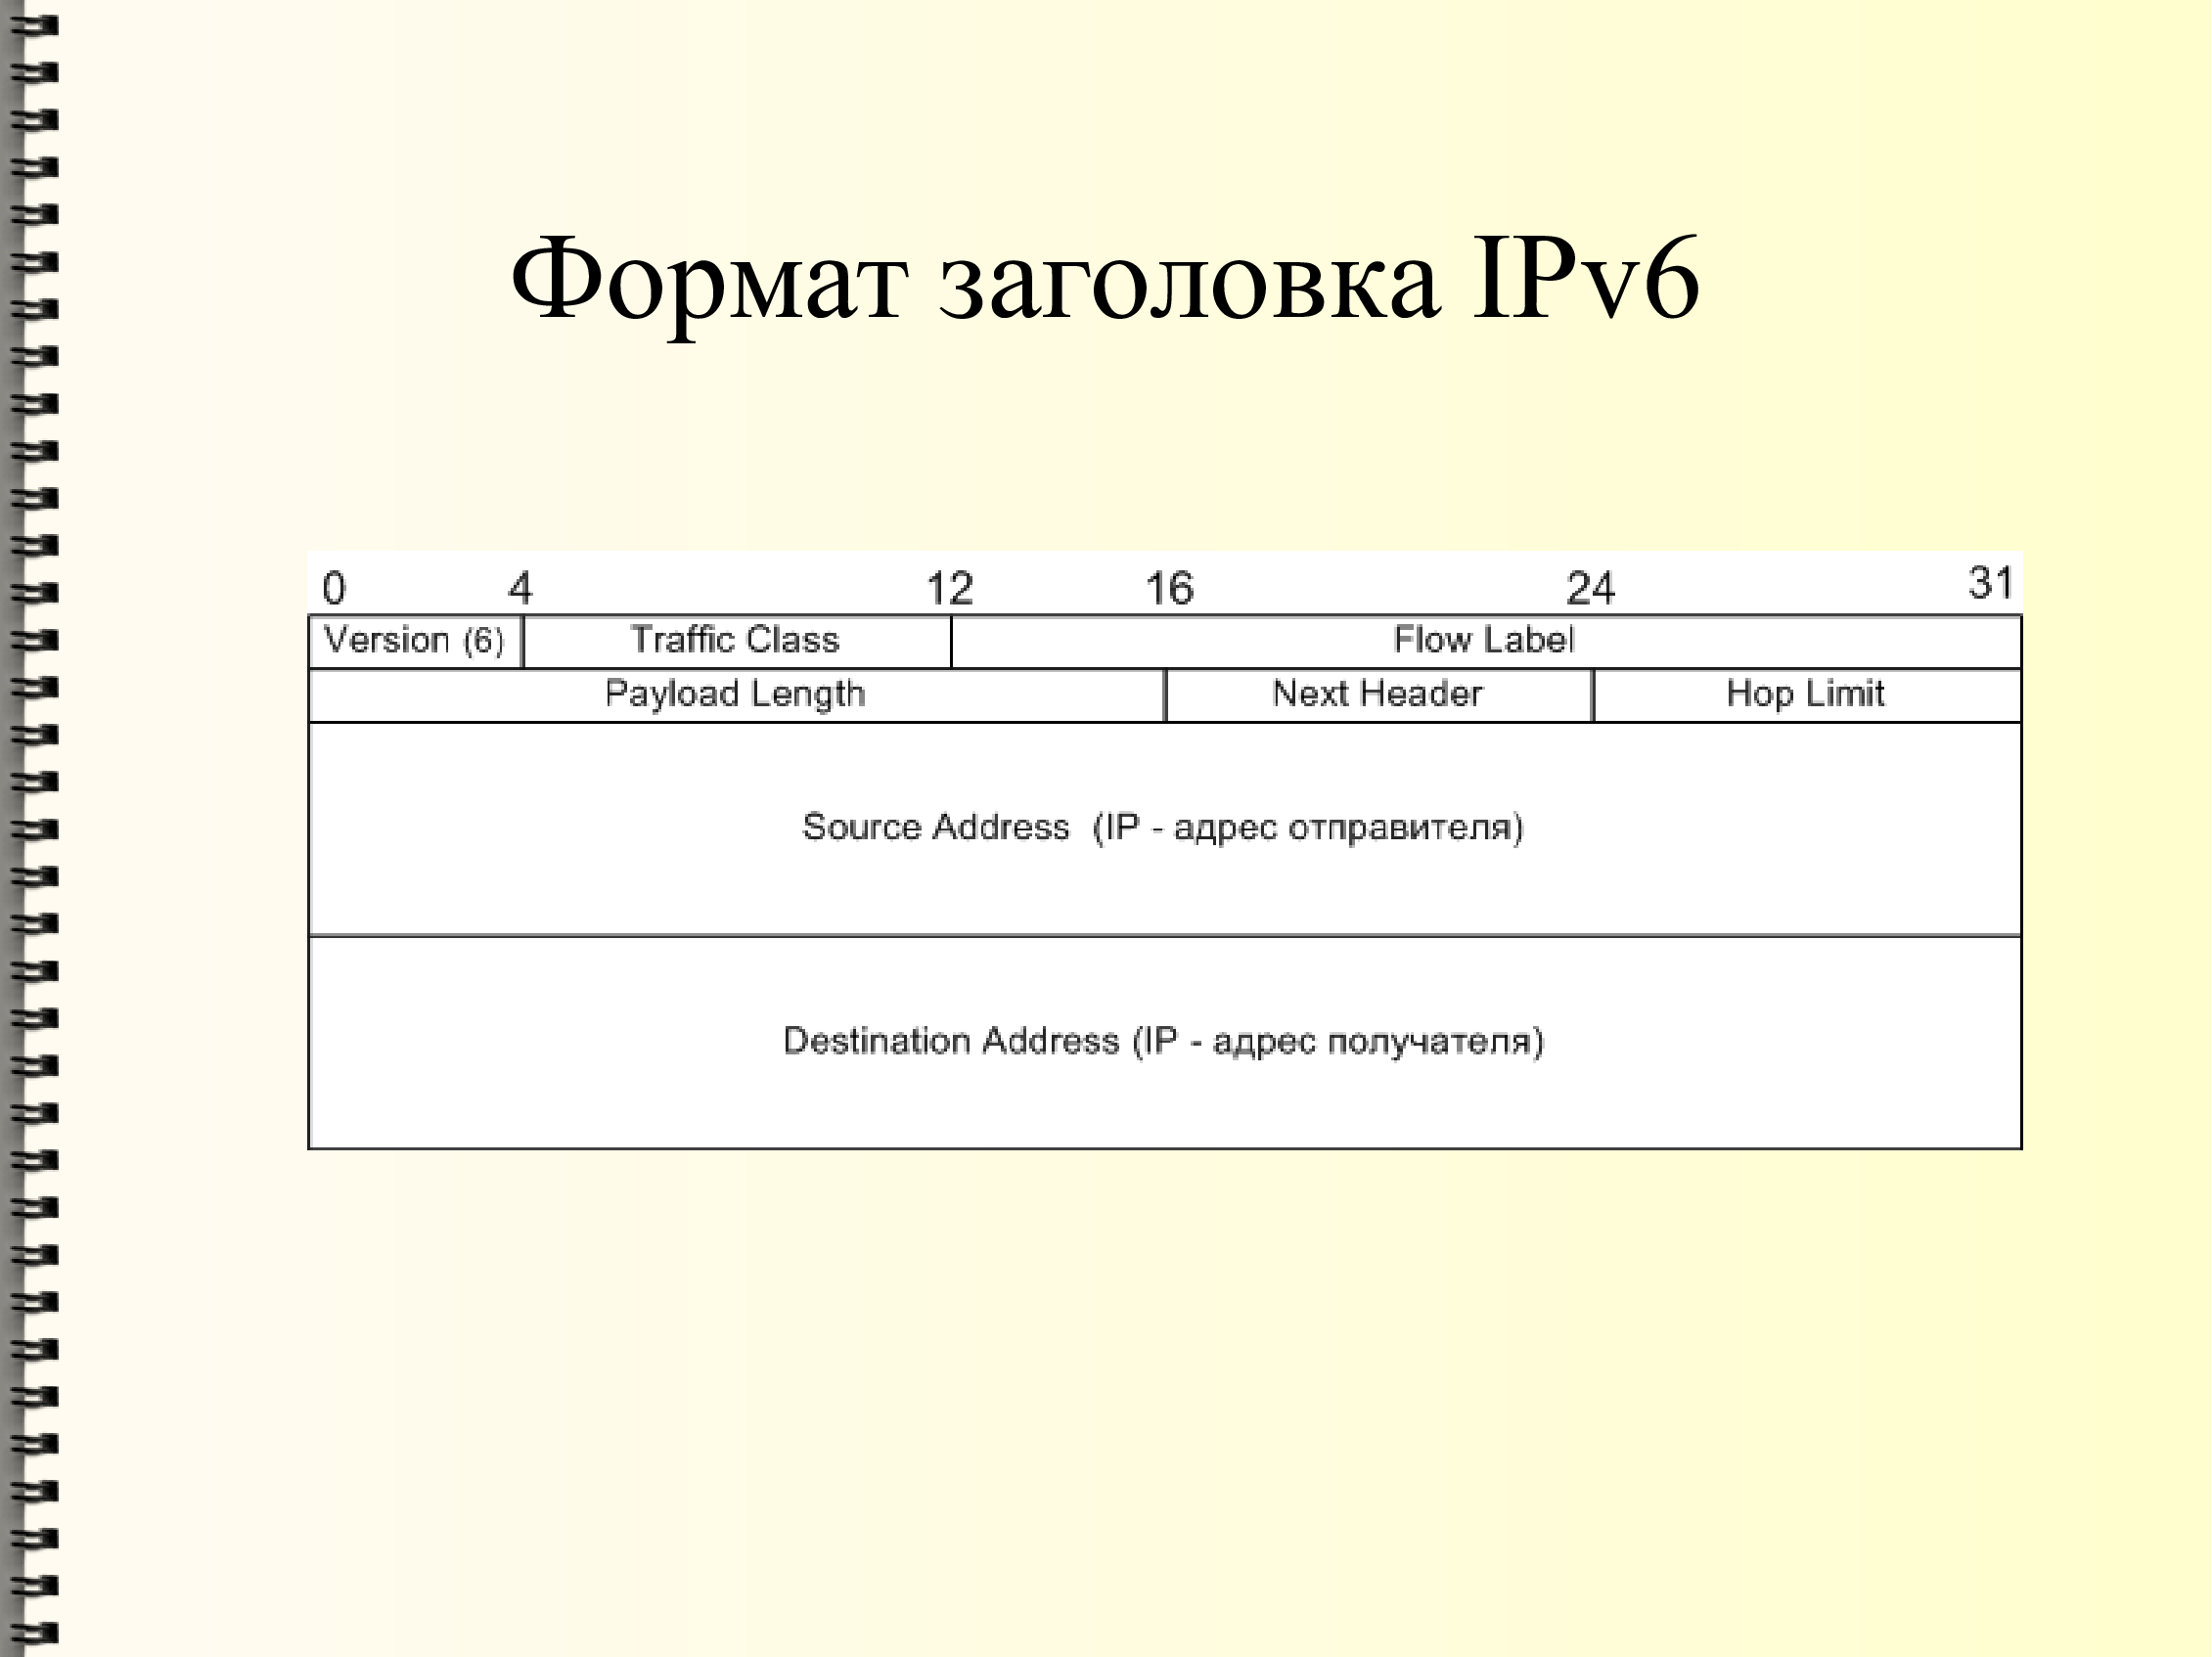 Формат заголовка IPv6
0 4 12 16 24 31
Version (6) Traffic Class Flow Label
Payload Length Next Header Hop Limit
Source Address (IP - адрес отправителя)
Destination Address (IP - адрес получателя)